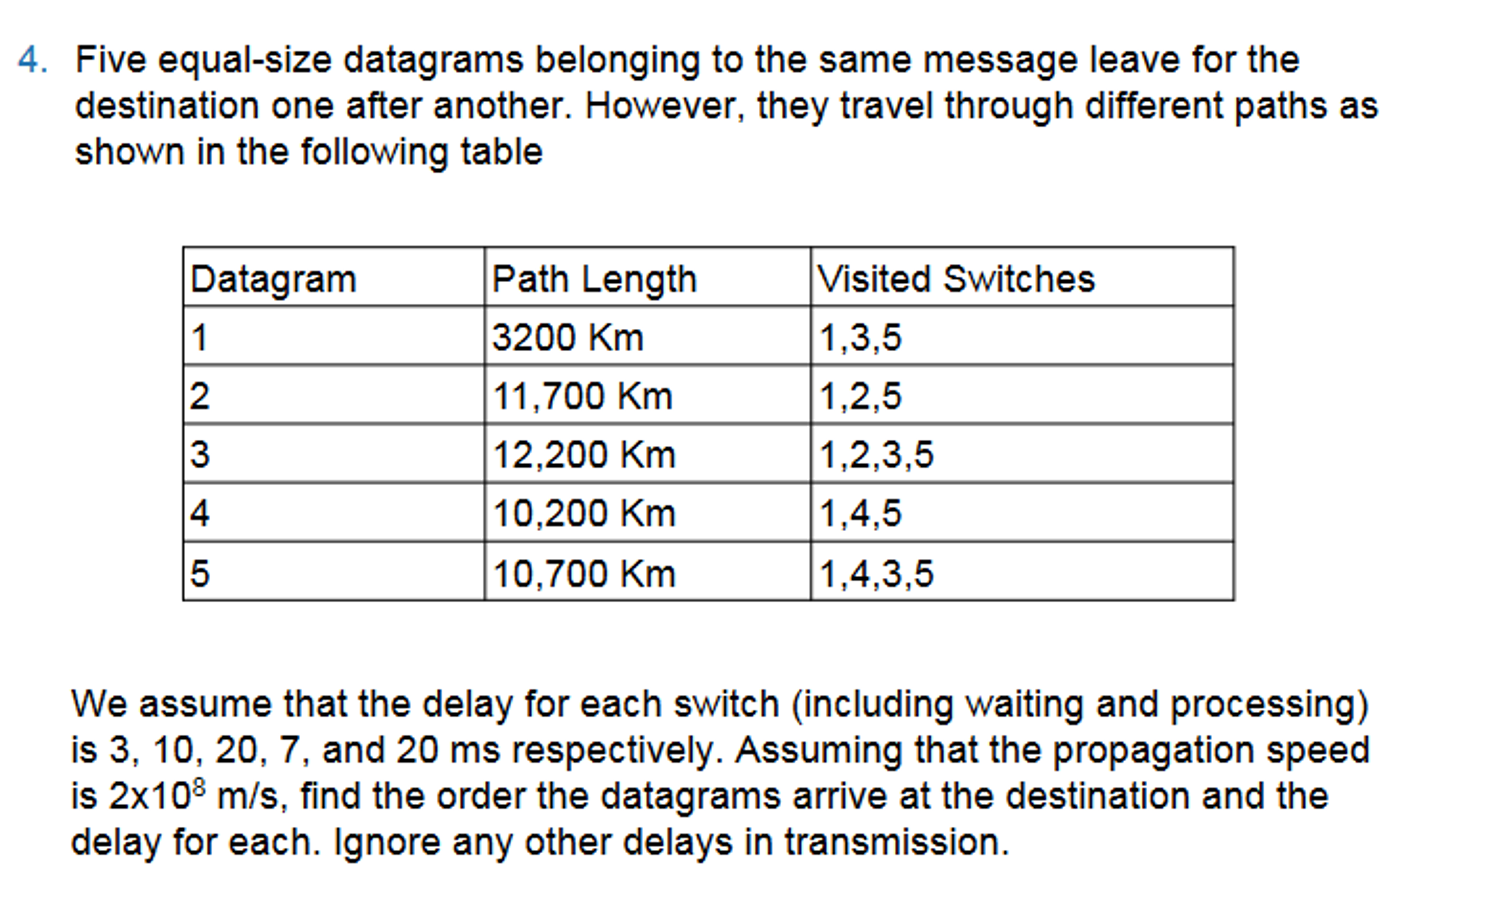 4. Five equal-size datagrams belonging to the same message leave for the
destination one after another. However, they travel through different paths as
shown in the following table
Datagram Path Length Visited Switches
1 3200 Km 1,3,5
2 11,700 Km 1,2,5
3 12,200 Km 1,2,3,5
4 10,200 Km 1,4,5
5 10,700 Km 1,4,3,5
We assume that the delay for each switch (including waiting and processing)
is 3, 10, 20, 7, and 20 ms respectively. Assuming that the propagation speed
is 2x10⁸ m/s, find the order the datagrams arrive at the destination and the
delay for each. Ignore any other delays in transmission.